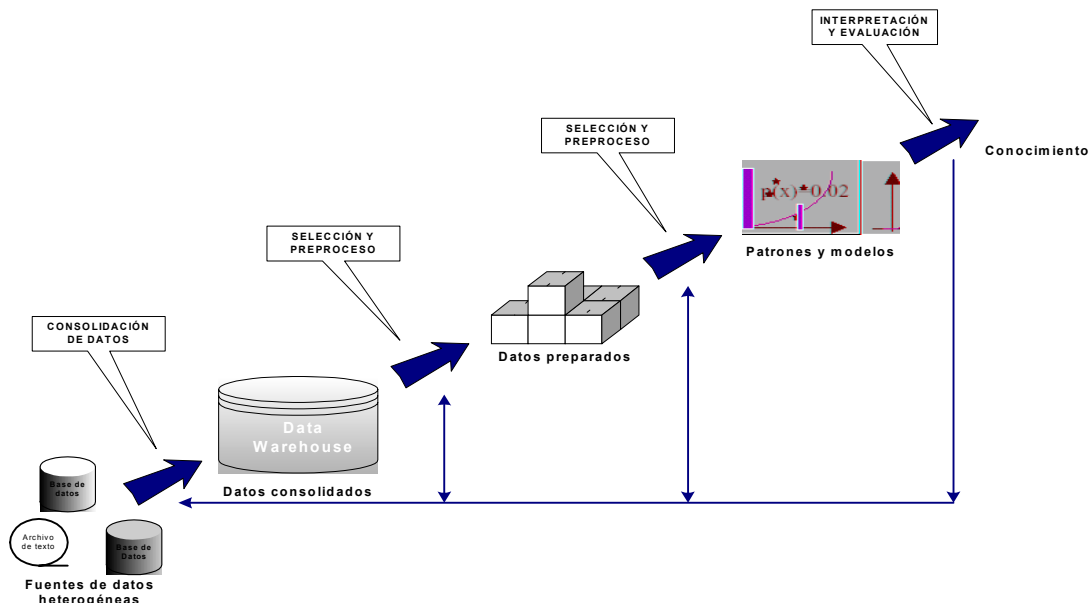 INTERPRETACIÓN
Y EVALUACIÓN
SELECCIÓN Y
PREPROCESO
Conocimiento
p(x)=0.02
Patrones y modelos
SELECCIÓN Y
PREPROCESO
Datos preparados
CONSOLIDACIÓN
DE DATOS
Data
Warehouse
Datos consolidados
Base de
datos
Archivo
de texto
Base de
Datos
Fuentes de datos
heterogéneas